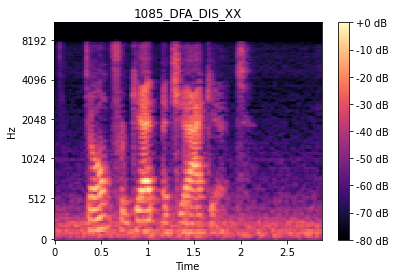 1085_DFA_DIS_XX
+0 dB
8192
-10 dB
4096
-20 dB
-30 dB
2048
Hz
-40 dB
1024
-50 dB
512
-60 dB
-70 dB
0
-80 dB
0 0.5 1 1.5 2 2.5
Time